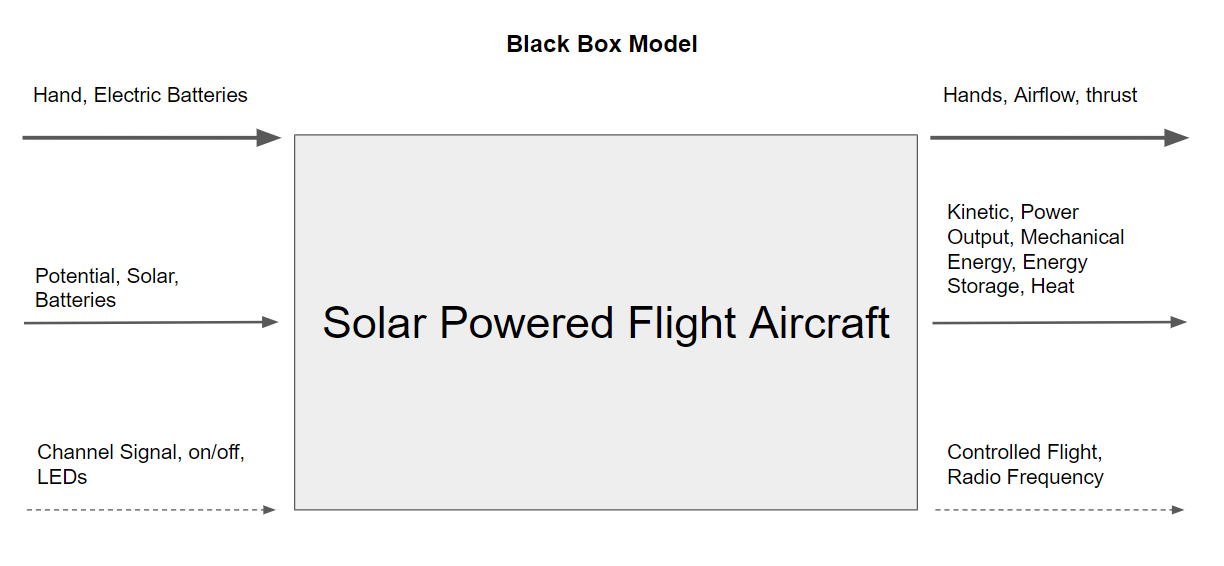 Black Box Model
Hand, Electric Batteries
Hands, Airflow, thrust
Kinetic, Power
Output, Mechanical
Energy, Energy
Storage, Heat
Potential, Solar,
Batteries
Solar Powered Flight Aircraft
Channel Signal, on/off,
LEDs
Controlled Flight,
Radio Frequency